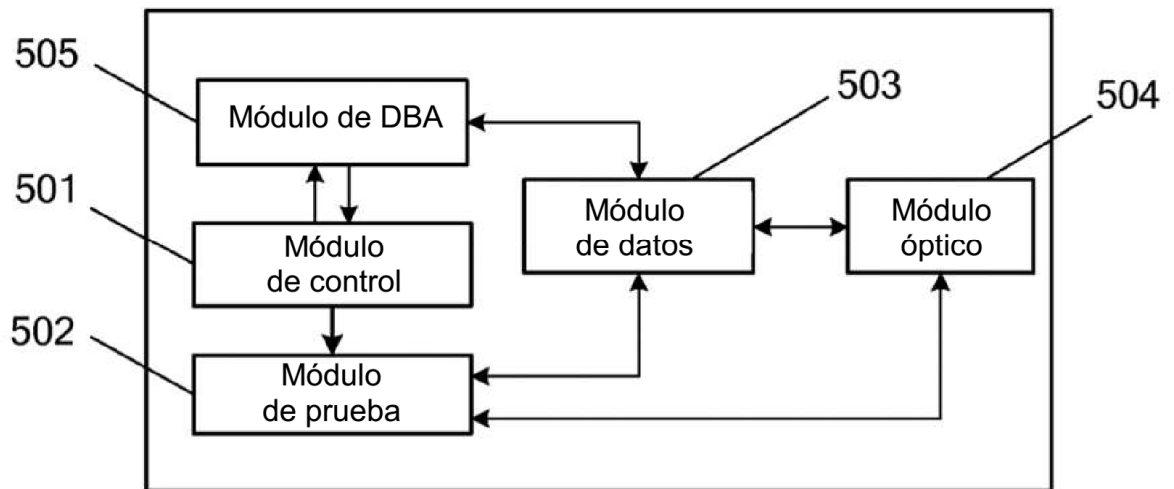 505
Módulo de DBA
503
504
501
Módulo
de control
Módulo
de datos
Módulo
óptico
502
Módulo
de prueba